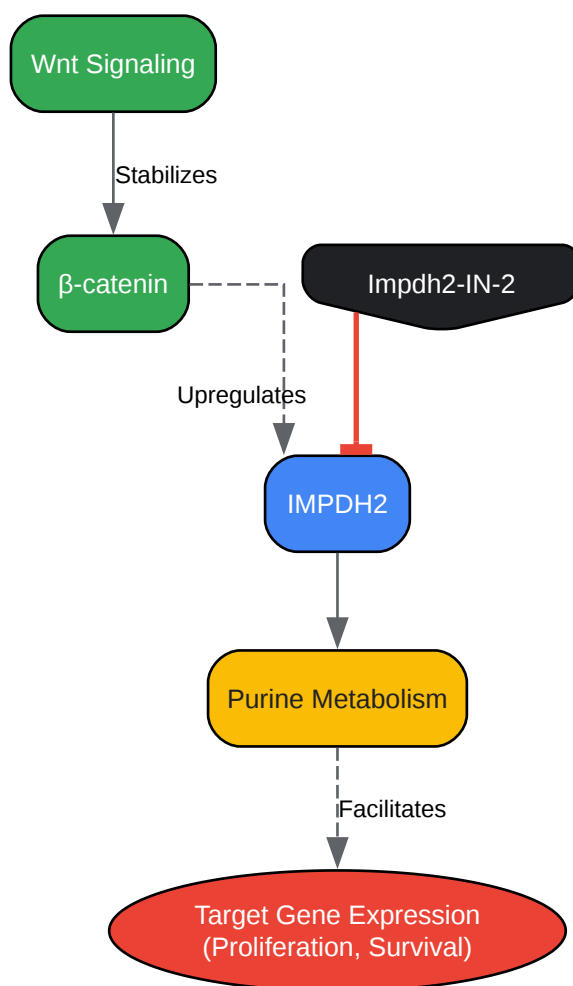 Wnt Signaling
Stabilizes
β-catenin
Impdh2-IN-2
Upregulates
IMPDH2
Purine Metabolism
Facilitates
Target Gene Expression
(Proliferation, Survival)